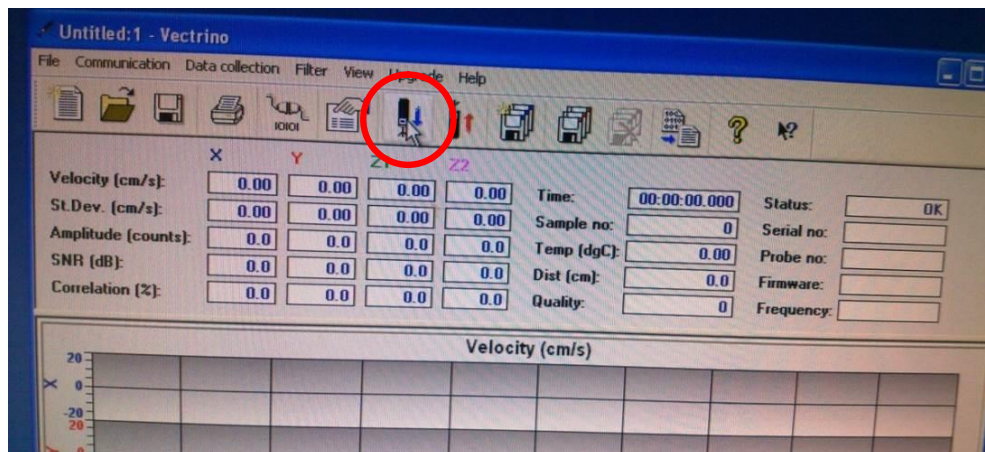 Untitled:1 - Vectrino
File Communication Data collection Filter View Upgrade Help
IOIOI
X Y Z1 Z2
Velocity (cm/s): 0.00 0.00 0.00 0.00 Time: 00:00:00.000 Status: OK
St.Dev. (cm/s): 0.00 0.00 0.00 0.00 Sample no: 0 Serial no:
Amplitude (counts): 0.0 0.0 0.0 0.0 Temp (dgC): 0.00 Probe no:
SNR (dB): 0.0 0.0 0.0 0.0 Dist (cm): 0.0 Firmware:
Correlation (%): 0.0 0.0 0.0 0.0 Quality: 0 Frequency:
Velocity (cm/s)
20
X 0
-20
20
0